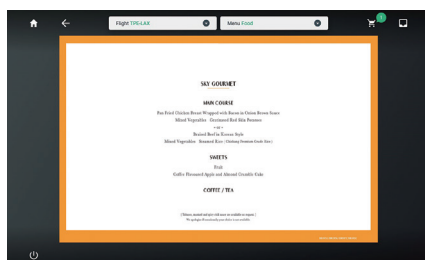 Flight TPE-LAX
Menu Food
1
SKY GOURMET
MAIN COURSE
Pan Fried Chicken Breast Wrapped with Bacon in Onion Bacon Sauce
Mixed Vegetables Gratinated Red Skin Potatoes
- or -
Braised Beef in Korean Style
Mixed Vegetables Steamed Rice
SWEETS
Fruit
Coffee Flavoured Apple and Almond Crumble Cake
COFFEE / TEA